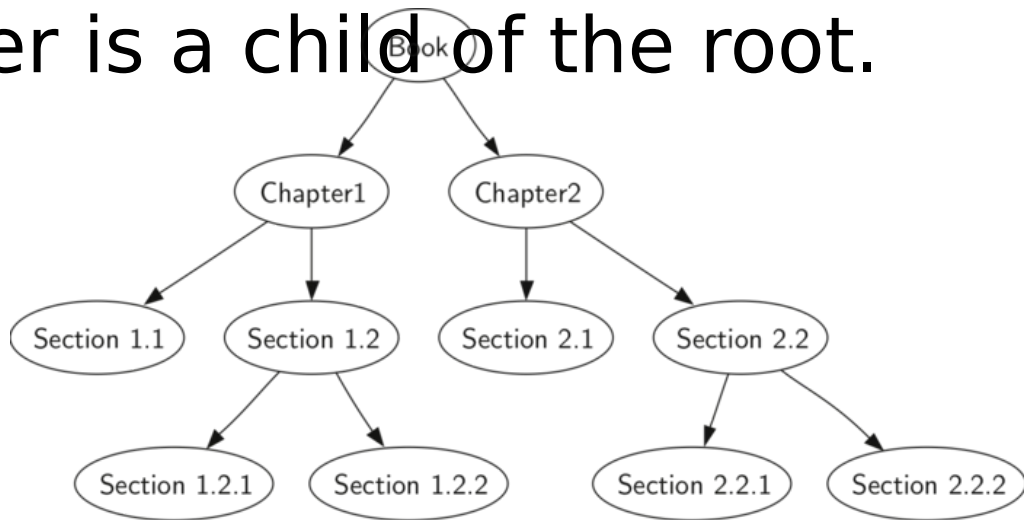 er is a child of the root.
Book
Chapter1 Chapter2
Section 1.1 Section 1.2 Section 2.1 Section 2.2
Section 1.2.1 Section 1.2.2 Section 2.2.1 Section 2.2.2